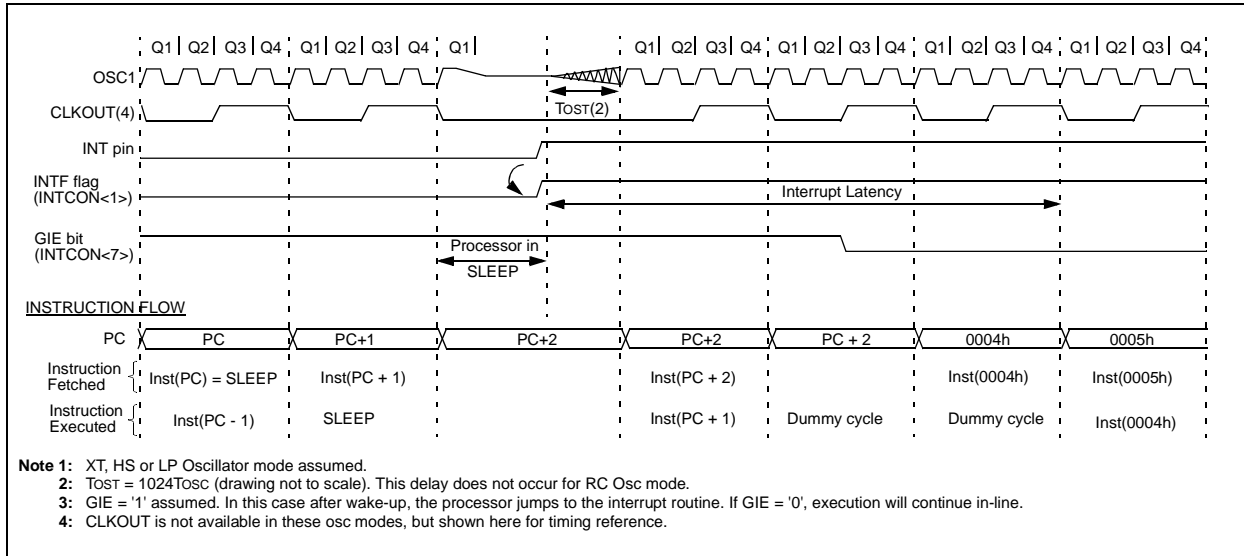 Q1 Q2 Q3 Q4 Q1 Q2 Q3 Q4 Q1 Q1 Q2 Q3 Q4 Q1 Q2 Q3 Q4 Q1 Q2 Q3 Q4 Q1 Q2 Q3 Q4
OSC1
TOST(2)
CLKOUT(4)
INT pin
INTF flag
(INTCON<1>)
Interrupt Latency
GIE bit
(INTCON<7>)
Processor in
SLEEP
INSTRUCTION FLOW
PC PC PC+1 PC+2 PC+2 PC + 2 0004h 0005h
Instruction
Fetched
Inst(PC) = SLEEP Inst(PC + 1) Inst(PC + 2) Inst(0004h) Inst(0005h)
Instruction
Executed
Inst(PC - 1) SLEEP Inst(PC + 1) Dummy cycle Dummy cycle Inst(0004h)
Note 1: XT, HS or LP Oscillator mode assumed.
2: TOST = 1024TOSC (drawing not to scale). This delay does not occur for RC Osc mode.
3: GIE = '1' assumed. In this case after wake-up, the processor jumps to the interrupt routine. If GIE = '0', execution will continue in-line.
4: CLKOUT is not available in these osc modes, but shown here for timing reference.